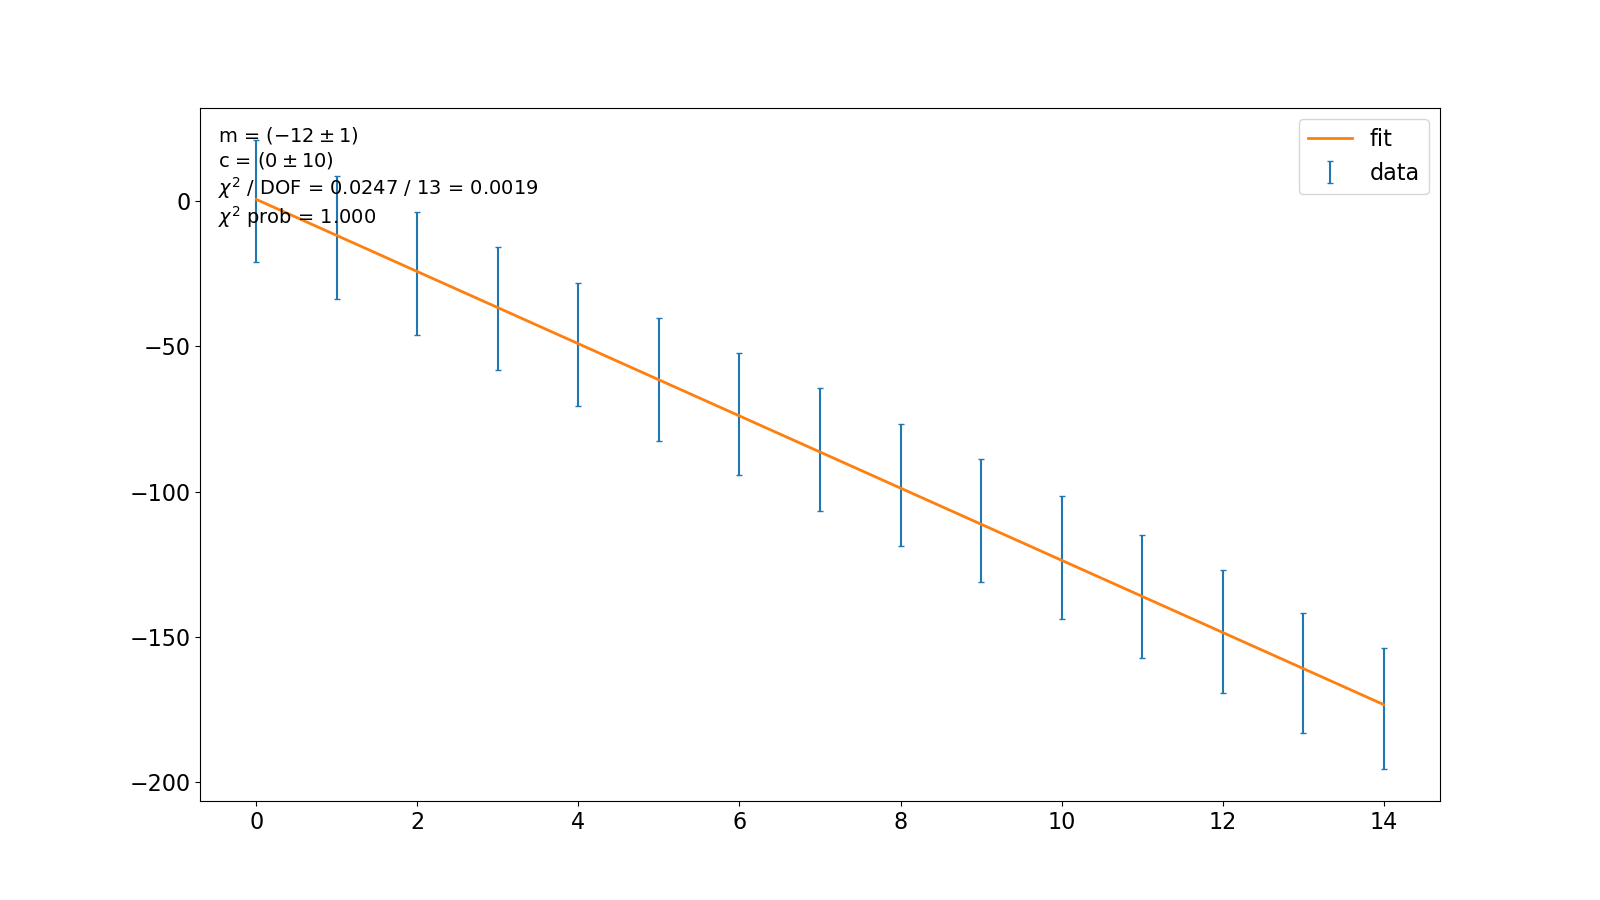 m = (−12 ± 1)
c = (0 ± 10)
χ² / DOF = 0.0247 / 13 = 0.0019
χ² prob = 1.000
fit
data
0
−50
−100
−150
−200
0 2 4 6 8 10 12 14